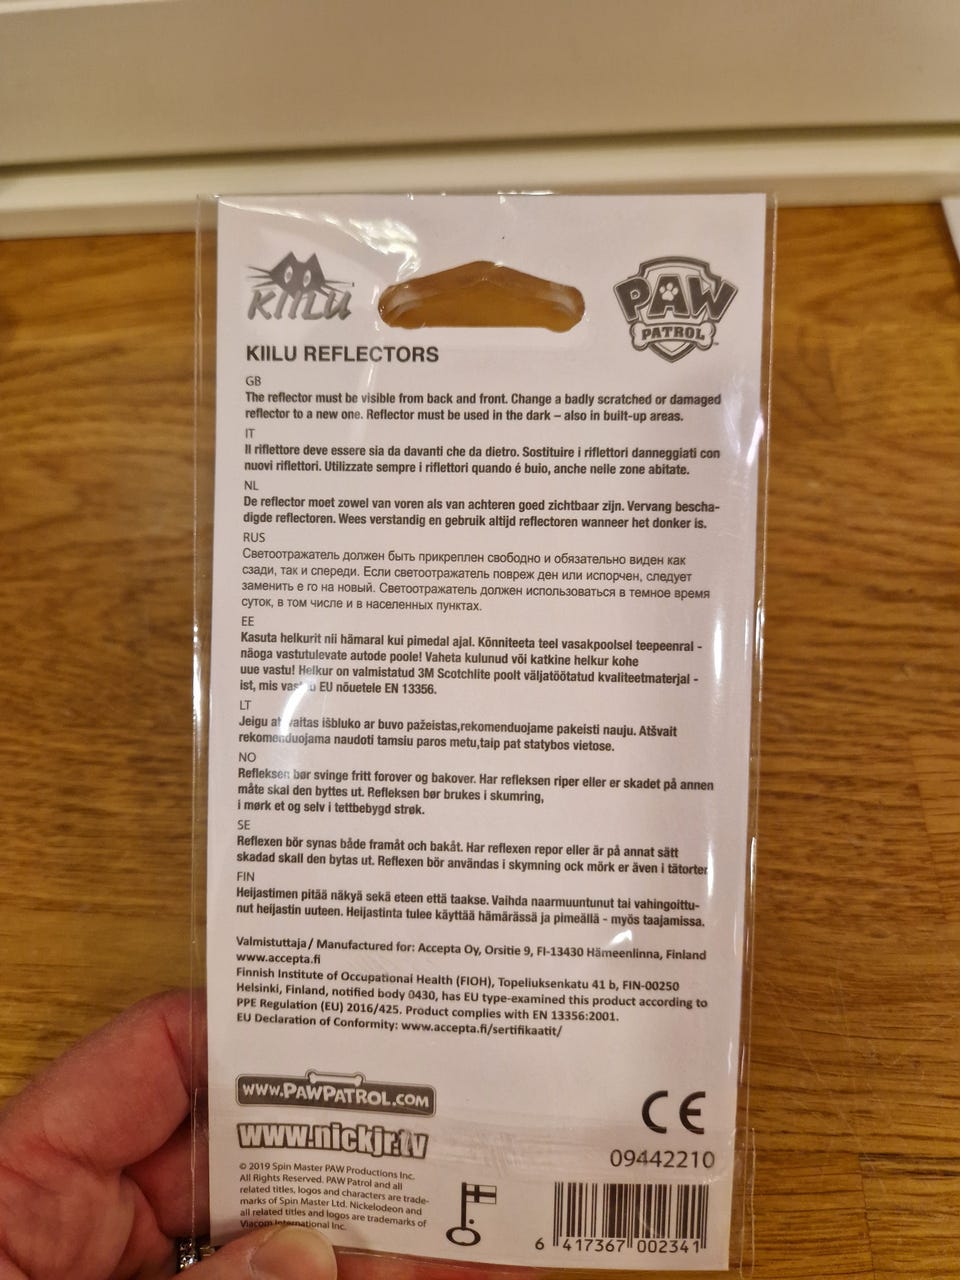 KIILU
PAW
PATROL
KIILU REFLECTORS
GB
The reflector must be visible from back and front. Change a badly scratched or damaged
reflector to a new one. Reflector must be used in the dark – also in built-up areas.
IT
Il riflettore deve essere sia da davanti che da dietro. Sostituire i riflettori danneggiati con
nuovi riflettori. Utilizzate sempre i riflettori quando é buio, anche nelle zone abitate.
NL
De reflector moet zowel van voren als van achteren goed zichtbaar zijn. Vervang bescha-
digde reflectoren. Wees verstandig en gebruik altijd reflectoren wanneer het donker is.
RUS
Светоотражатель должен быть прикреплен свободно и обязательно виден как
сзади, так и спереди. Если светоотражатель повреж ден или испорчен, следует
заменить е го на новый. Светоотражатель должен использоваться в темное время
суток, в том числе и в населенных пунктах.
EE
Kasuta helkurit nii hämaral kui pimedal ajal. Kõnniteeta teel vasakpoolsel teepeenral -
näoga vastutulevate autode poole! Vaheta kulunud või katkine helkur kohe
uue vastu! Helkur on valmistatud 3M Scotchlite poolt väljatöötatud kvaliteetmaterjal -
ist, mis EU nõuetele EN 13356.
LT
Jeigu išbluko ar buvo pažeistas,rekomenduojame pakeisti nauju. Atšvait
rekomenduojama naudoti tamsiu paros metu,taip pat statybos vietose.
NO
Refleksen bør svinge fritt forover og bakover. Har refleksen riper eller er skadet på annen
måte skal den byttes ut. Refleksen bør brukes i skumring,
i mørk et og selv i tettbebygd strøk.
SE
Reflexen bör synas både framåt och bakåt. Har reflexen repor eller är på annat sätt
skadad skall den bytas ut. Reflexen bör användas i skymning ock mörk er även i tätorter
FIN
Heijastimen pitää näkyä sekä eteen että taakse. Vaihda naarmuuntunut tai vahingoittu-
nut heijastin uuteen. Heijastinta tulee käyttää hämärässä ja pimeällä - myös taajamissa.
Valmistuttaja / Manufactured for: Accepta Oy, Orsitie 9, FI-13430 Hämeenlinna, Finland
www.accepta.fi
Finnish Institute of Occupational Health (FIOH), Topeliuksenkatu 41 b, FIN-00250
Helsinki, Finland, notified body 0430, has EU type-examined this product according to
PPE Regulation (EU) 2016/425. Product complies with EN 13356:2001.
EU Declaration of Conformity: www.accepta.fi/sertifikaatit/
WWW.PAWPATROL.COM
www.nickjr.tv
CE
09442210
© 2019 Spin Master PAW Productions Inc.
All Rights Reserved. PAW Patrol and all
related titles, logos and characters are trade-
marks of Spin Master Ltd. Nickelodeon and
all related titles and logos are trademarks of
Viacom International Inc.
6 417367 002341